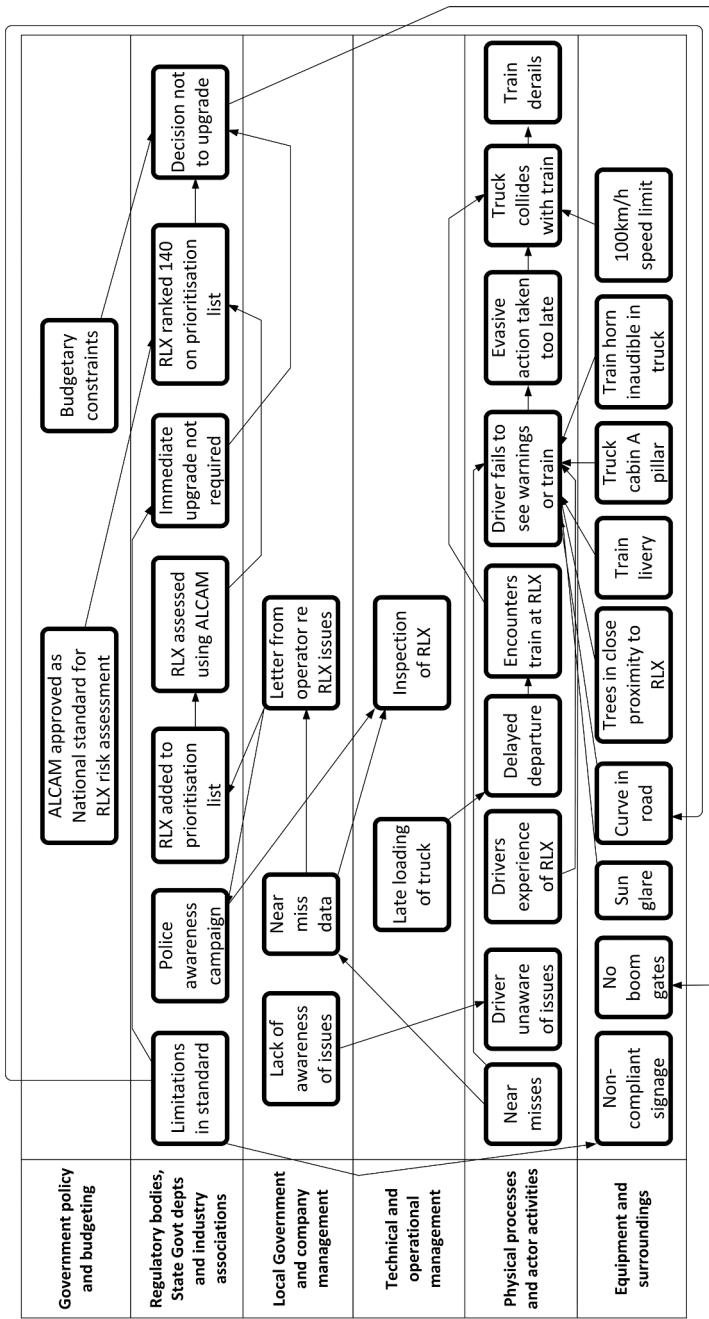 Government policy
and budgeting
ALCAM approved as
National standard for
RLX risk assessment
Budgetary
constraints
Regulatory bodies,
State Govt depts
and industry
associations
Limitations
in standard
Police
awareness
campaign
RLX added to
prioritisation
list
RLX assessed
using ALCAM
Immediate
upgrade not
required
RLX ranked 140
on prioritisation
list
Decision not
to upgrade
Local Government
and company
management
Lack of
awareness
of issues
Near
miss
data
Letter from
operator re
RLX issues
Technical and
operational
management
Late loading
of truck
Inspection
of RLX
Physical processes
and actor activities
Near
misses
Driver
unaware
of issues
Drivers
experience
of RLX
Delayed
departure
Encounters
train at RLX
Driver fails to
see warnings
or train
Evasive
action taken
too late
Truck
collides
with train
Train
derails
Equipment and
surroundings
Non-
compliant
signage
No
boom
gates
Sun
glare
Curve in
road
Trees in close
proximity to
RLX
Train
livery
Truck
cabin A
pillar
Train horn
inaudible in
truck
100km/h
speed limit